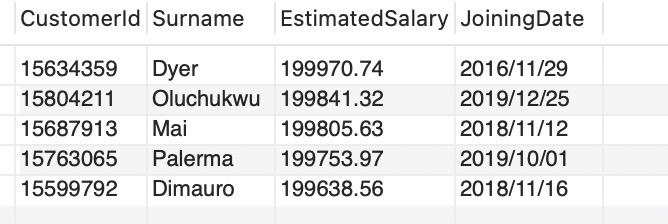 CustomerId Surname EstimatedSalary JoiningDate
15634359 Dyer 199970.74 2016/11/29
15804211 Oluchukwu 199841.32 2019/12/25
15687913 Mai 199805.63 2018/11/12
15763065 Palerma 199753.97 2019/10/01
15599792 Dimauro 199638.56 2018/11/16